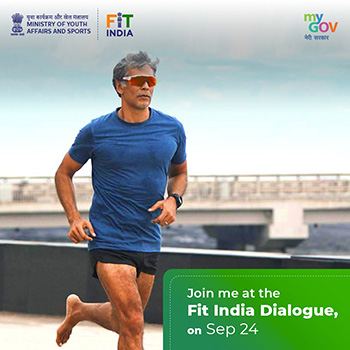 युवा कार्यक्रम और खेल मंत्रालय
MINISTRY OF YOUTH
AFFAIRS AND SPORTS
FIT
INDIA
my
GOV
मेरी सरकार
Join me at the
Fit India Dialogue,
on Sep 24